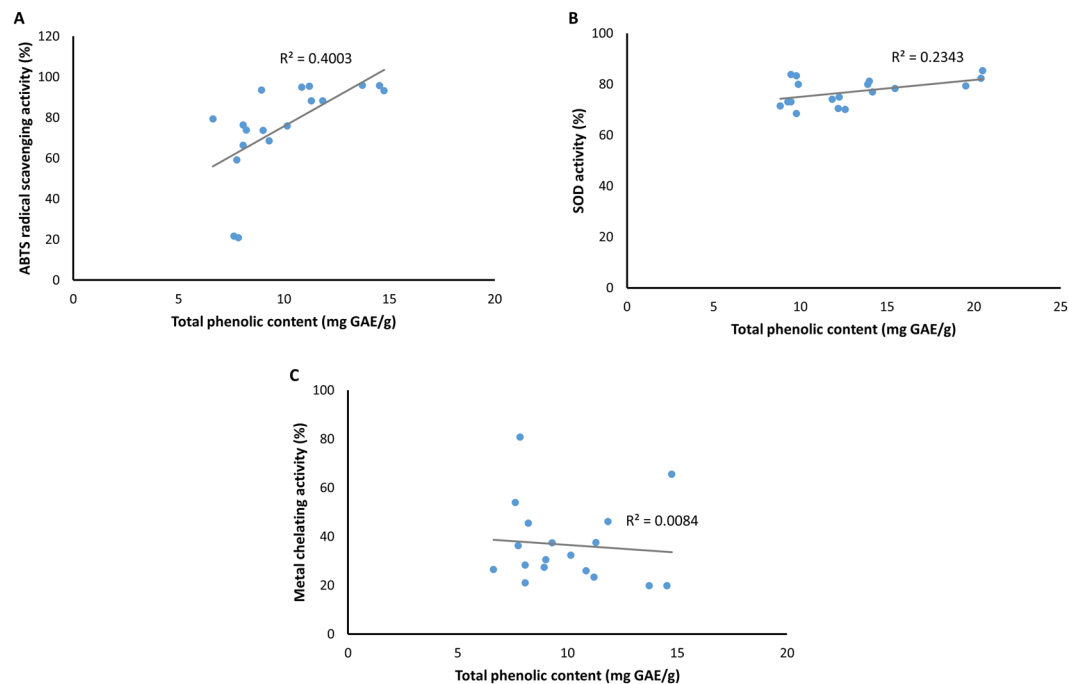 A
ABTS radical scavenging activity (%)
120
100
80
60
40
20
0
R² = 0.4003
0 5 10 15 20
Total phenolic content (mg GAE/g)
B
SOD activity (%)
100
80
60
40
20
0
R² = 0.2343
0 5 10 15 20 25
Total phenolic content (mg GAE/g)
C
Metal chelating activity (%)
100
80
60
40
20
0
R² = 0.0084
0 5 10 15 20
Total phenolic content (mg GAE/g)